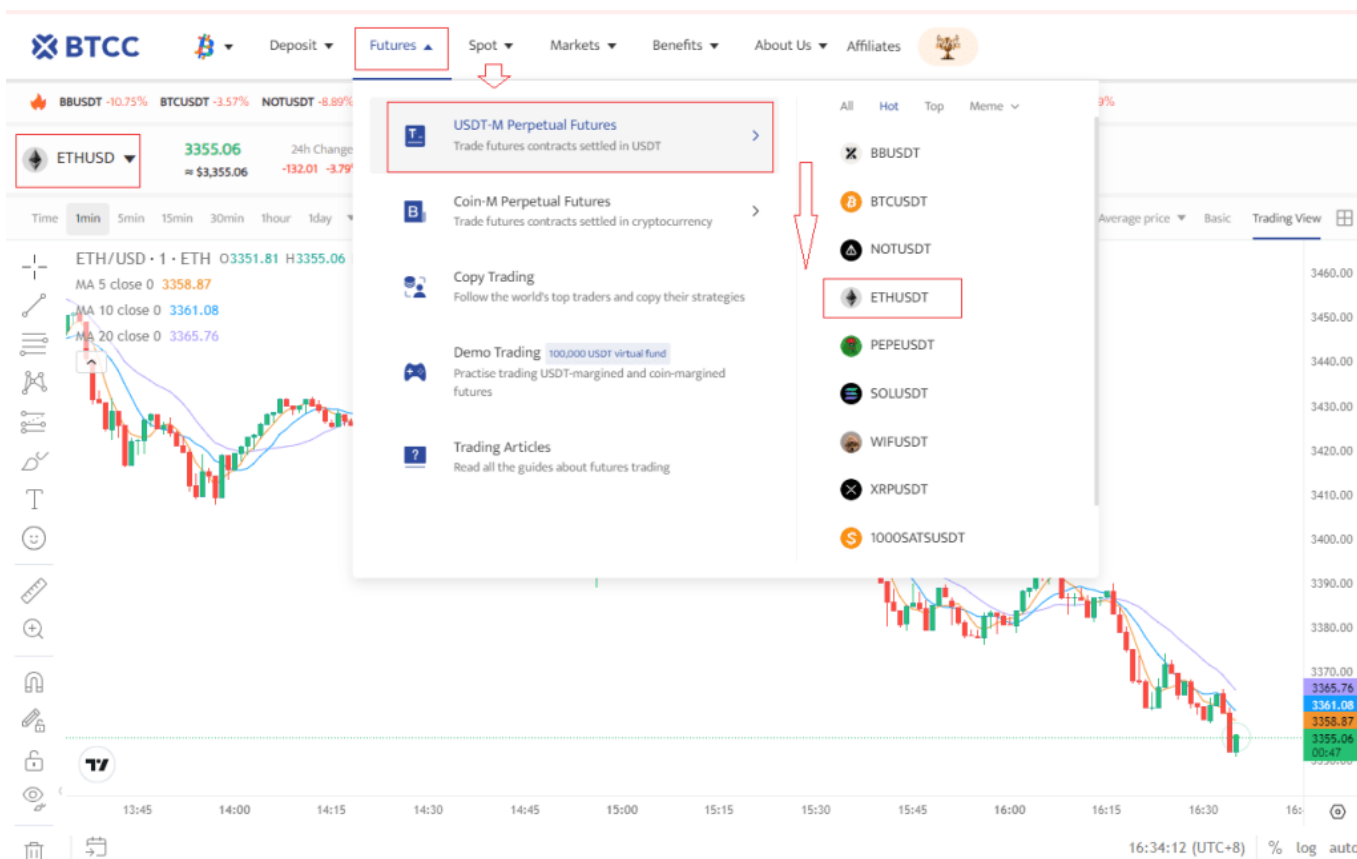 BTCC
Deposit
Futures
Spot
Markets
Benefits
About Us
Affiliates
BBUSDT -10.75% BTCUSDT -3.57% NOTUSDT -8.89%
9%
ETHUSD
3355.06
≈ $3,355.06
24h Change
-132.01 -3.79%
Time 1min 5min 15min 30min 1hour 1day
Average price Basic Trading View
ETH/USD · 1 · ETH O3351.81 H3355.06
MA 5 close 0 3358.87
MA 10 close 0 3361.08
MA 20 close 0 3365.76
USDT-M Perpetual Futures
Trade futures contracts settled in USDT
Coin-M Perpetual Futures
Trade futures contracts settled in cryptocurrency
Copy Trading
Follow the world's top traders and copy their strategies
Demo Trading 100,000 USDT virtual fund
Practise trading USDT-margined and coin-margined
futures
Trading Articles
Read all the guides about futures trading
All Hot Top Meme
BBUSDT
BTCUSDT
NOTUSDT
ETHUSDT
PEPEUSDT
SOLUSDT
WIFUSDT
XRPUSDT
1000SATSUSDT
3460.00
3450.00
3440.00
3430.00
3420.00
3410.00
3400.00
3390.00
3380.00
3370.00
3365.76
3361.08
3358.87
3355.06
00:47
13:45 14:00 14:15 14:30 14:45 15:00 15:15 15:30 15:45 16:00 16:15 16:30 16:
16:34:12 (UTC+8) % log auto